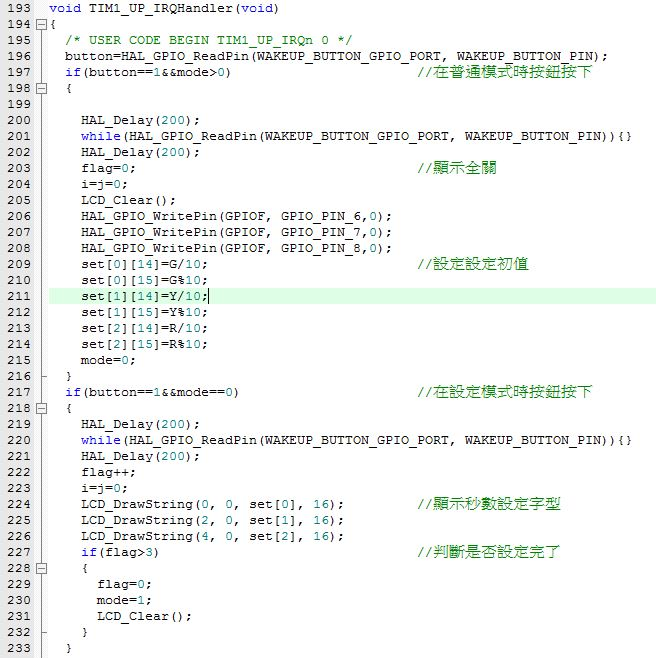 193 void TIM1_UP_IRQHandler(void)
194 {
195 /* USER CODE BEGIN TIM1_UP_IRQn 0 */
196 button=HAL_GPIO_ReadPin(WAKEUP_BUTTON_GPIO_PORT, WAKEUP_BUTTON_PIN);
197 if(button==1&&mode>0) //在普通模式時按鈕按下
198 {
199
200 HAL_Delay(200);
201 while(HAL_GPIO_ReadPin(WAKEUP_BUTTON_GPIO_PORT, WAKEUP_BUTTON_PIN)){}
202 HAL_Delay(200);
203 flag=0; //顯示全關
204 i=j=0;
205 LCD_Clear();
206 HAL_GPIO_WritePin(GPIOF, GPIO_PIN_6,0);
207 HAL_GPIO_WritePin(GPIOF, GPIO_PIN_7,0);
208 HAL_GPIO_WritePin(GPIOF, GPIO_PIN_8,0);
209 set[0][14]=G/10; //設定設定初值
210 set[0][15]=G%10;
211 set[1][14]=Y/10;
212 set[1][15]=Y%10;
213 set[2][14]=R/10;
214 set[2][15]=R%10;
215 mode=0;
216 }
217 if(button==1&&mode==0) //在設定模式時按鈕按下
218 {
219 HAL_Delay(200);
220 while(HAL_GPIO_ReadPin(WAKEUP_BUTTON_GPIO_PORT, WAKEUP_BUTTON_PIN)){}
221 HAL_Delay(200);
222 flag++;
223 i=j=0;
224 LCD_DrawString(0, 0, set[0], 16); //顯示秒數設定字型
225 LCD_DrawString(2, 0, set[1], 16);
226 LCD_DrawString(4, 0, set[2], 16);
227 if(flag>3) //判斷是否設定完了
228 {
229 flag=0;
230 mode=1;
231 LCD_Clear();
232 }
233 }